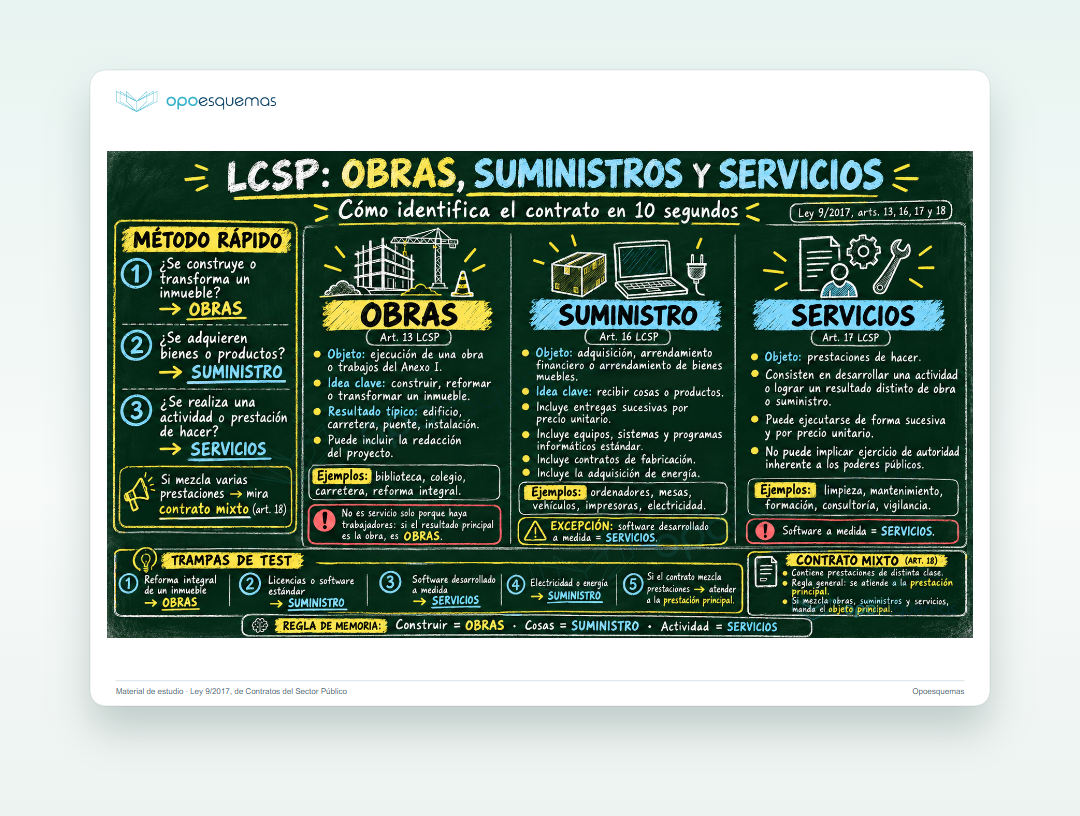 opoesquemas
LCSP: OBRAS, SUMINISTROS Y SERVICIOS
Cómo identifica el contrato en 10 segundos
Ley 9/2017, arts. 13, 16, 17 y 18
MÉTODO RÁPIDO
1 ¿Se construye o
transforma un
inmueble?
→ OBRAS
2 ¿Se adquieren
bienes o productos?
→ SUMINISTRO
3 ¿Se realiza una
actividad o prestación
de hacer?
→ SERVICIOS
Si mezcla varias
prestaciones → mira
contrato mixto (art. 18)
OBRAS
Art. 13 LCSP
• Objeto: ejecución de una obra
o trabajos del Anexo I.
• Idea clave: construir, reformar
o transformar un inmueble.
• Resultado típico: edificio,
carretera, puente, instalación.
• Puede incluir la redacción
del proyecto.
Ejemplos: biblioteca, colegio,
carretera, reforma integral.
! No es servicio solo porque haya
trabajadores: si el resultado principal
es la obra, es OBRAS.
SUMINISTRO
Art. 16 LCSP
• Objeto: adquisición, arrendamiento
financiero o arrendamiento de bienes
muebles.
• Idea clave: recibir cosas o productos.
• Incluye entregas sucesivas por
precio unitario.
• Incluye equipos, sistemas y programas
informáticos estándar.
• Incluye contratos de fabricación.
• Incluye la adquisición de energía.
Ejemplos: ordenadores, mesas,
vehículos, impresoras, electricidad.
! EXCEPCIÓN: software desarrollado
a medida = SERVICIOS.
SERVICIOS
Art. 17 LCSP
• Objeto: prestaciones de hacer.
• Consisten en desarrollar una actividad
o lograr un resultado distinto de obra
o suministro.
• Puede ejecutarse de forma sucesiva
y por precio unitario.
• No puede implicar ejercicio de autoridad
inherente a los poderes públicos.
Ejemplos: limpieza, mantenimiento,
formación, consultoría, vigilancia.
! Software a medida = SERVICIOS.
TRAMPAS DE TEST
1 Reforma integral
de un inmueble
→ OBRAS
2 Licencias o software
estándar
→ SUMINISTRO
3 Software desarrollado
a medida
→ SERVICIOS
4 Electricidad o energía
→ SUMINISTRO
5 Si el contrato mezcla
prestaciones → atender
a la prestación principal.
CONTRATO MIXTO (ART. 18)
• Contiene prestaciones de distinta clase.
• Regla general: se atiende a la prestación
principal.
• Si mezcla obras, suministros y servicios,
manda el objeto principal.
REGLA DE MEMORIA: Construir = OBRAS · Cosas = SUMINISTRO · Actividad = SERVICIOS
Material de estudio · Ley 9/2017, de Contratos del Sector Público
Opoesquemas